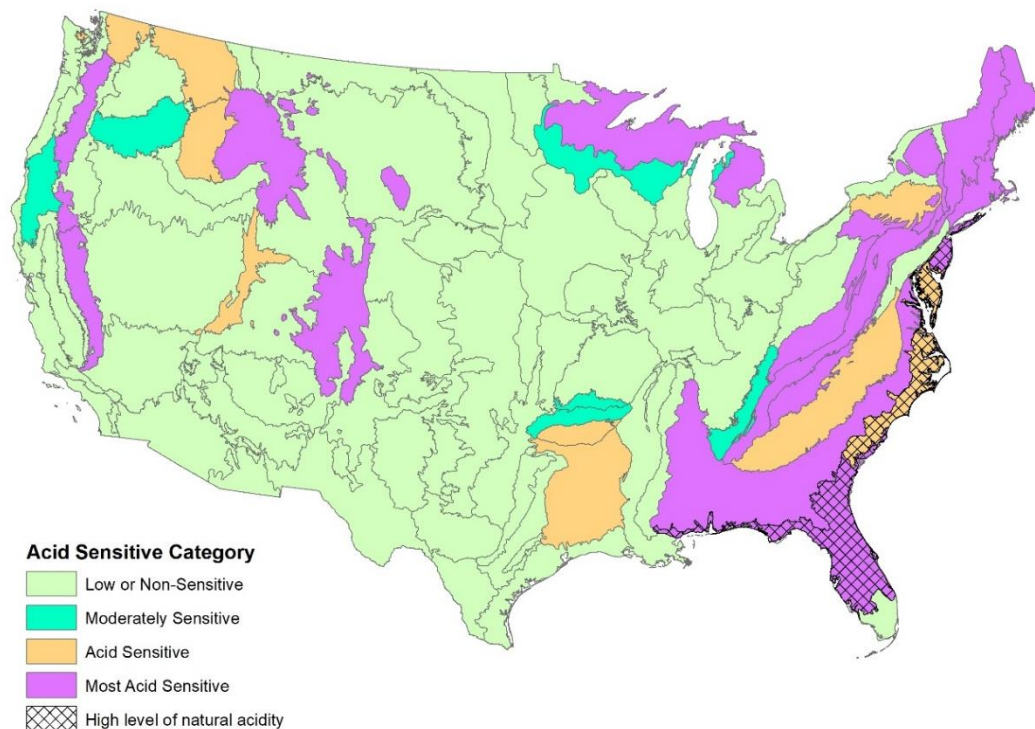 Acid Sensitive Category
Low or Non-Sensitive
Moderately Sensitive
Acid Sensitive
Most Acid Sensitive
High level of natural acidity